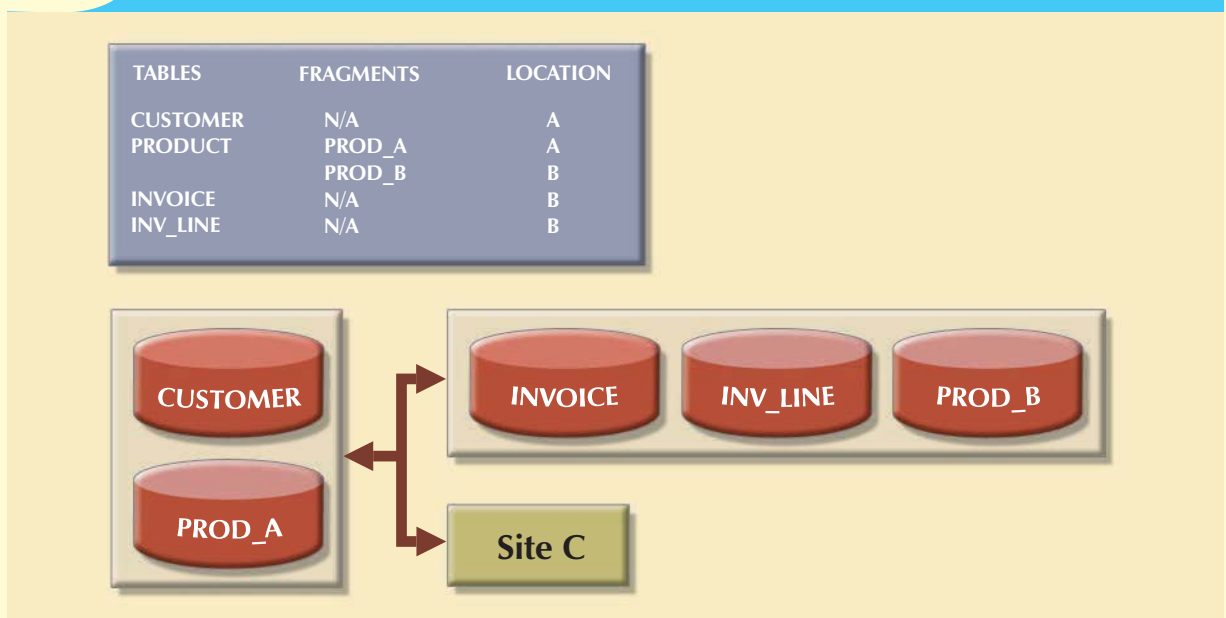 TABLES FRAGMENTS LOCATION
CUSTOMER N/A A
PRODUCT PROD_A A
PROD_B B
INVOICE N/A B
INV_LINE N/A B
CUSTOMER
INVOICE INV_LINE PROD_B
PROD_A
Site C